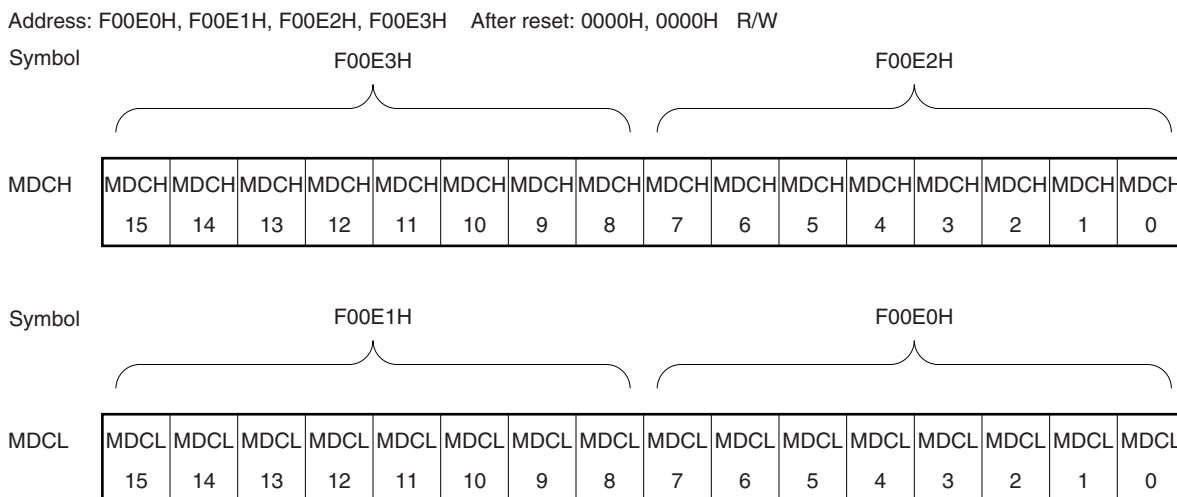 Address: F00E0H, F00E1H, F00E2H, F00E3H After reset: 0000H, 0000H R/W
Symbol F00E3H F00E2H
MDCH MDCH MDCH MDCH MDCH MDCH MDCH MDCH MDCH MDCH MDCH MDCH MDCH MDCH MDCH MDCH MDCH
15 14 13 12 11 10 9 8 7 6 5 4 3 2 1 0
Symbol F00E1H F00E0H
MDCL MDCL MDCL MDCL MDCL MDCL MDCL MDCL MDCL MDCL MDCL MDCL MDCL MDCL MDCL MDCL MDCL
15 14 13 12 11 10 9 8 7 6 5 4 3 2 1 0